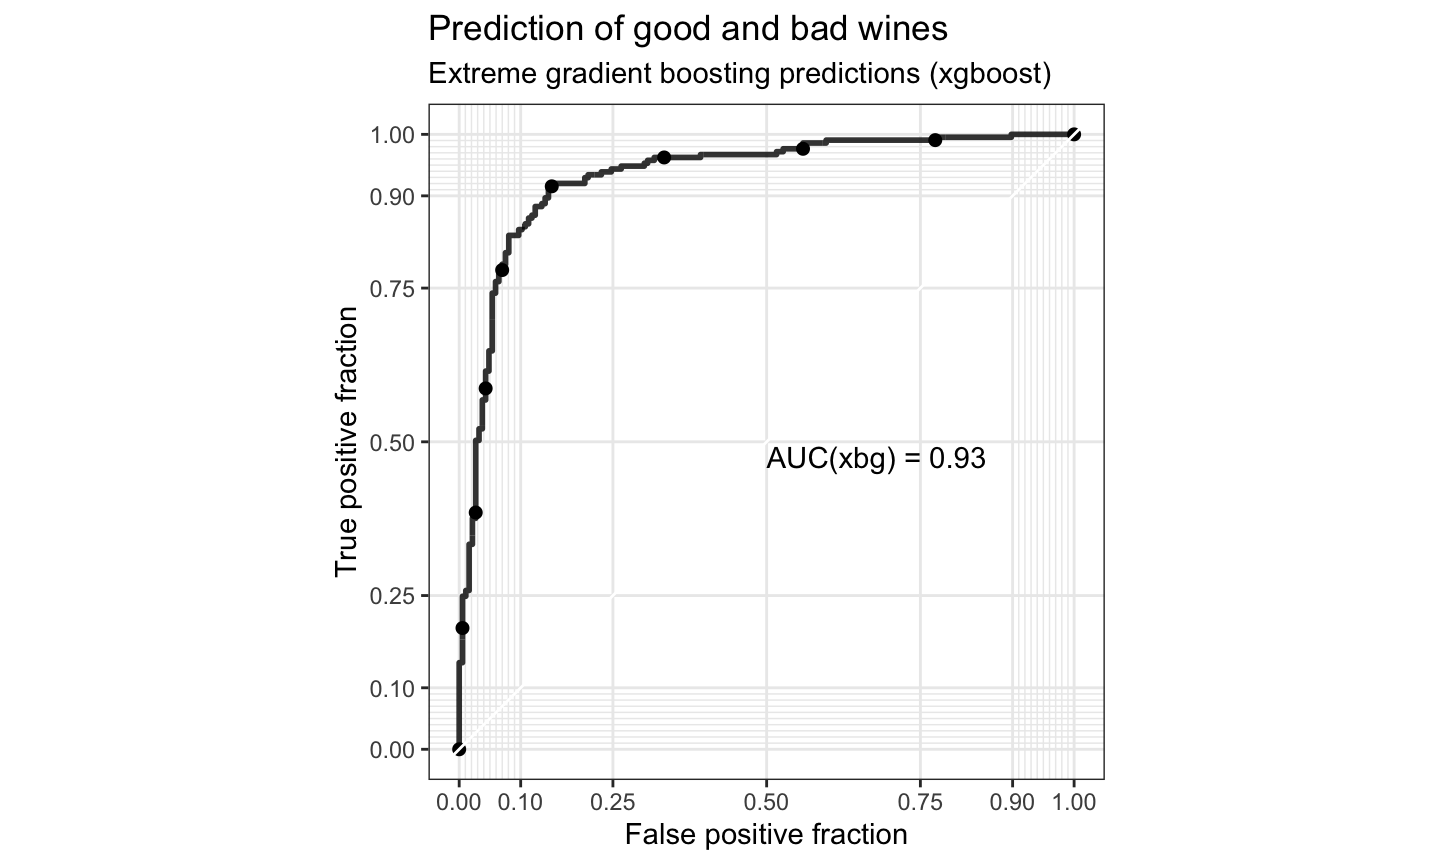 Prediction of good and bad wines
Extreme gradient boosting predictions (xgboost)
1.00
0.90
0.75
0.50
0.25
0.10
0.00
True positive fraction
AUC(xbg) = 0.93
0.00 0.10 0.25 0.50 0.75 0.90 1.00
False positive fraction